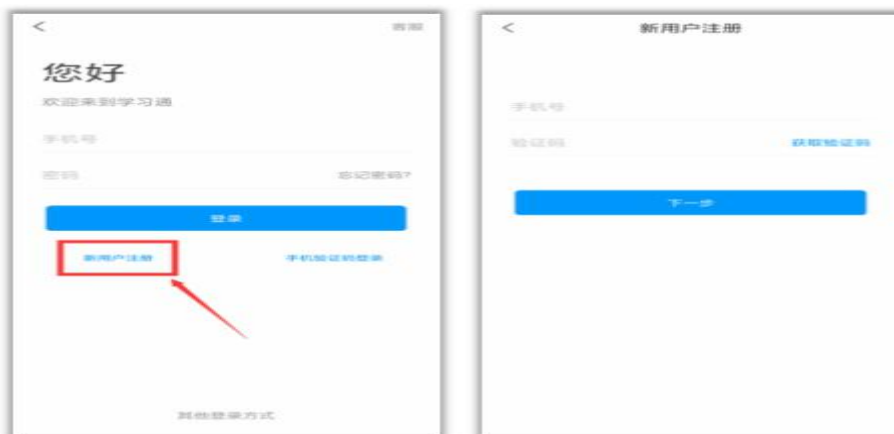 客服
您好
欢迎来到学习通
手机号
密码 忘记密码?
登录
新用户注册 手机验证码登录
其他登录方式
新用户注册
手机号
验证码 获取验证码
下一步